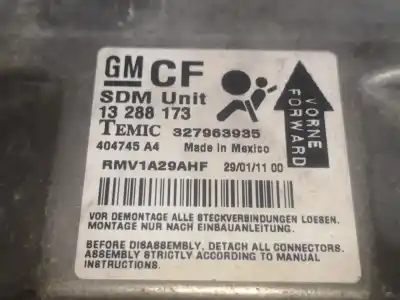 GM CF
SDM Unit
13 288 173
TEMIC 327963935
404745 A4 Made in Mexico
RMV1A29AHF 29/01/11 00
VORNE
FORWARD
VOR DEMONTAGE ALLE STECKVERBINDUNGEN LOESEN.
MONTAGE NUR NACH EINBAUANLEITUNG.
BEFORE DISASSEMBLY, DETACH ALL CONNECTORS.
ASSEMBLY STRICTLY ACCORDING TO MANUAL
INSTRUCTIONS.